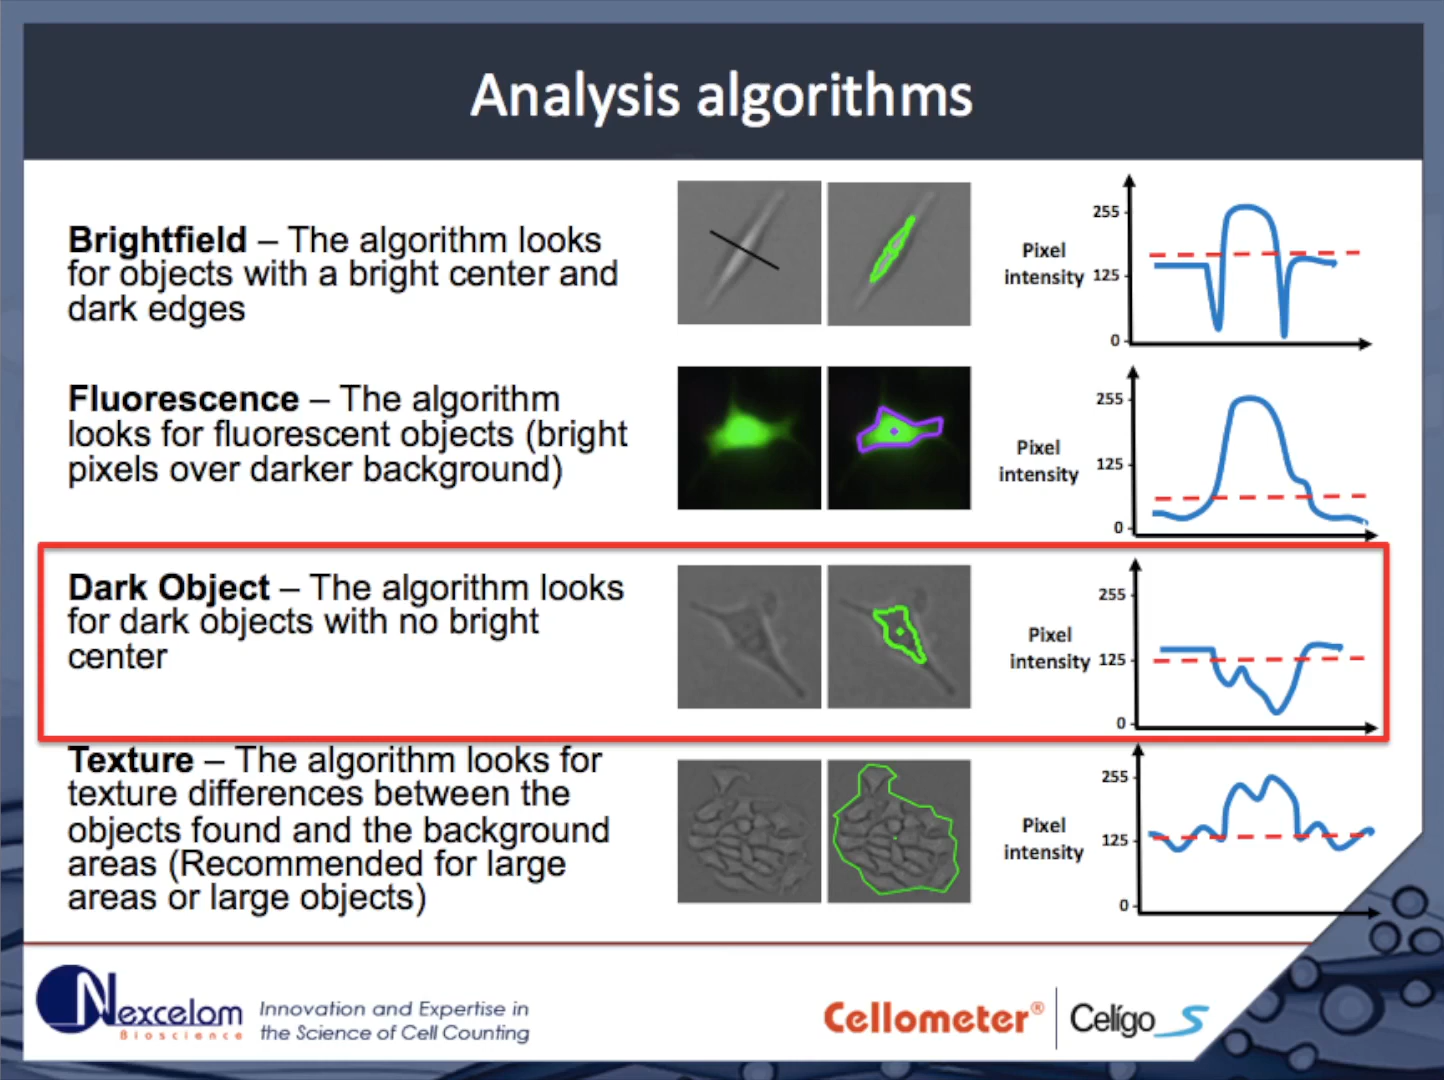 Analysis algorithms
Brightfield – The algorithm looks
for objects with a bright center and
dark edges
Pixel
intensity
255
125
0
Fluorescence – The algorithm
looks for fluorescent objects (bright
pixels over darker background)
Pixel
intensity
255
125
0
Dark Object – The algorithm looks
for dark objects with no bright
center
Pixel
intensity
255
125
0
Texture – The algorithm looks for
texture differences between the
objects found and the background
areas (Recommended for large
areas or large objects)
Pixel
intensity
255
125
0
Nexcelom
Bioscience
Innovation and Expertise in
the Science of Cell Counting
Cellometer®
Celígo S